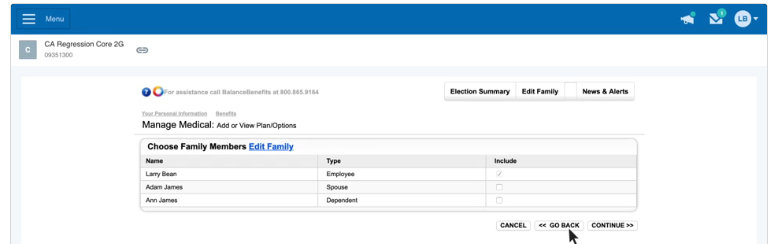 Menu
1
LB
C
CA Regression Core 2G
09351300
? For assistance call BalanceBenefits at 800.865.9164
Election Summary Edit Family News & Alerts
Your Personal Information Benefits
Manage Medical: Add or View Plan/Options
Choose Family Members Edit Family
Name Type Include
Larry Bean Employee
Adam James Spouse
Ann James Dependent
CANCEL << GO BACK CONTINUE >>